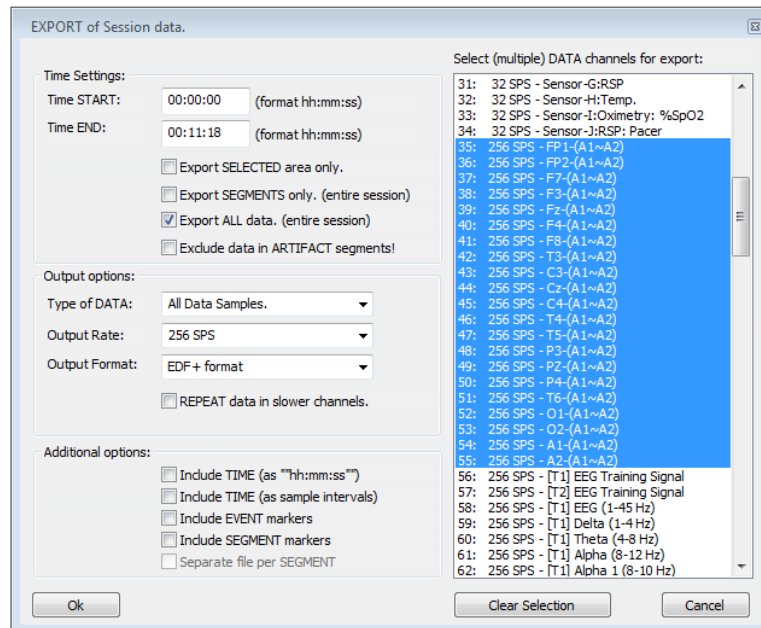 EXPORT of Session data.
Time Settings:
Time START:
00:00:00
(format hh:mm:ss)
Time END:
00:11:18
(format hh:mm:ss)
Export SELECTED area only.
Export SEGMENTS only. (entire session)
Export ALL data. (entire session)
Exclude data in ARTIFACT segments!
Output options:
Type of DATA:
All Data Samples.
Output Rate:
256 SPS
Output Format:
EDF+ format
REPEAT data in slower channels.
Additional options:
Include TIME (as ""hh:mm:ss"")
Include TIME (as sample intervals)
Include EVENT markers
Include SEGMENT markers
Separate file per SEGMENT
Ok
Select (multiple) DATA channels for export:
31: 32 SPS - Sensor-G:RSP
32: 32 SPS - Sensor-H:Temp.
33: 32 SPS - Sensor-I:Oximetry: %SpO2
34: 32 SPS - Sensor-J:RSP: Pacer
35: 256 SPS - FP1-(A1~A2)
36: 256 SPS - FP2-(A1~A2)
37: 256 SPS - F7-(A1~A2)
38: 256 SPS - F3-(A1~A2)
39: 256 SPS - Fz-(A1~A2)
40: 256 SPS - F4-(A1~A2)
41: 256 SPS - F8-(A1~A2)
42: 256 SPS - T3-(A1~A2)
43: 256 SPS - C3-(A1~A2)
44: 256 SPS - Cz-(A1~A2)
45: 256 SPS - C4-(A1~A2)
46: 256 SPS - T4-(A1~A2)
47: 256 SPS - T5-(A1~A2)
48: 256 SPS - P3-(A1~A2)
49: 256 SPS - PZ-(A1~A2)
50: 256 SPS - P4-(A1~A2)
51: 256 SPS - T6-(A1~A2)
52: 256 SPS - O1-(A1~A2)
53: 256 SPS - O2-(A1~A2)
54: 256 SPS - A1-(A1~A2)
55: 256 SPS - A2-(A1~A2)
56: 256 SPS - [T1] EEG Training Signal
57: 256 SPS - [T2] EEG Training Signal
58: 256 SPS - [T1] EEG (1-45 Hz)
59: 256 SPS - [T1] Delta (1-4 Hz)
60: 256 SPS - [T1] Theta (4-8 Hz)
61: 256 SPS - [T1] Alpha (8-12 Hz)
62: 256 SPS - [T1] Alpha 1 (8-10 Hz)
Clear Selection
Cancel